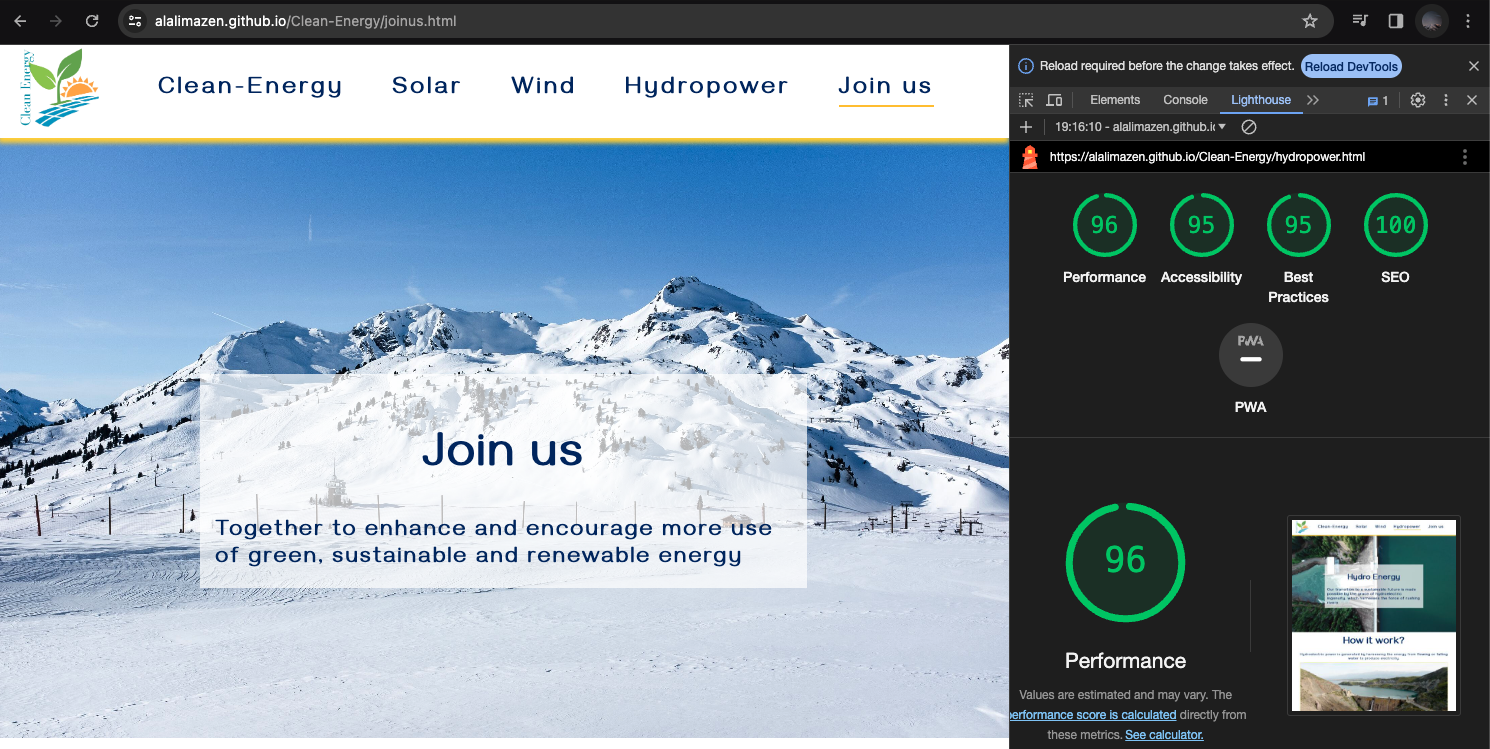 alalimazen.github.io/Clean-Energy/joinus.html
Clean Energy
Clean-Energy Solar Wind Hydropower Join us
Join us
Together to enhance and encourage more use
of green, sustainable and renewable energy
Reload required before the change takes effect. Reload DevTools
Elements Console Lighthouse 1
19:16:10 - alalimazen.github.ic
https://alalimazen.github.io/Clean-Energy/hydropower.html
96 95 95 100
Performance Accessibility Best SEO
Practices
PWA
PWA
96
Performance
Values are estimated and may vary. The
performance score is calculated directly from
these metrics. See calculator.
Clean-Energy Solar Wind Hydropower Join us
Hydro Energy
How it work?